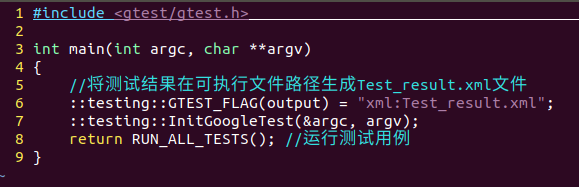 1 #include <gtest/gtest.h>
2
3 int main(int argc, char **argv)
4 {
5     //将测试结果在可执行文件路径生成Test_result.xml文件
6     ::testing::GTEST_FLAG(output) = "xml:Test_result.xml";
7     ::testing::InitGoogleTest(&argc, argv);
8     return RUN_ALL_TESTS(); //运行测试用例
9 }
~